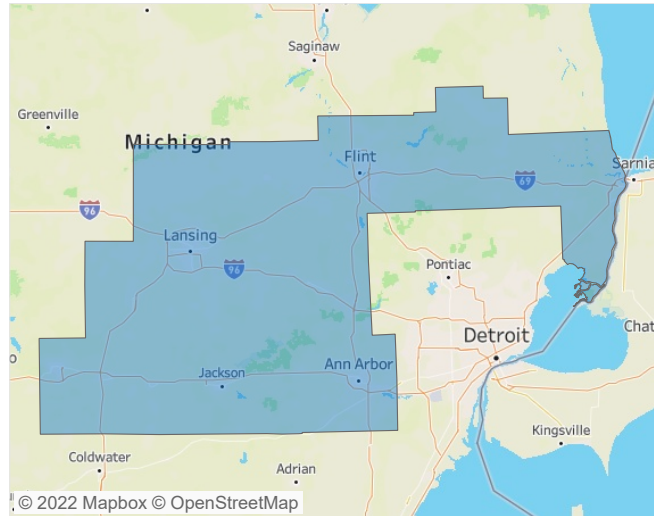 Saginaw
Greenville
Michigan
Flint
Sarnia
69
96
Lansing
96
Pontiac
Detroit
Chat
Jackson
Ann Arbor
Kingsville
Coldwater
Adrian
© 2022 Mapbox © OpenStreetMap